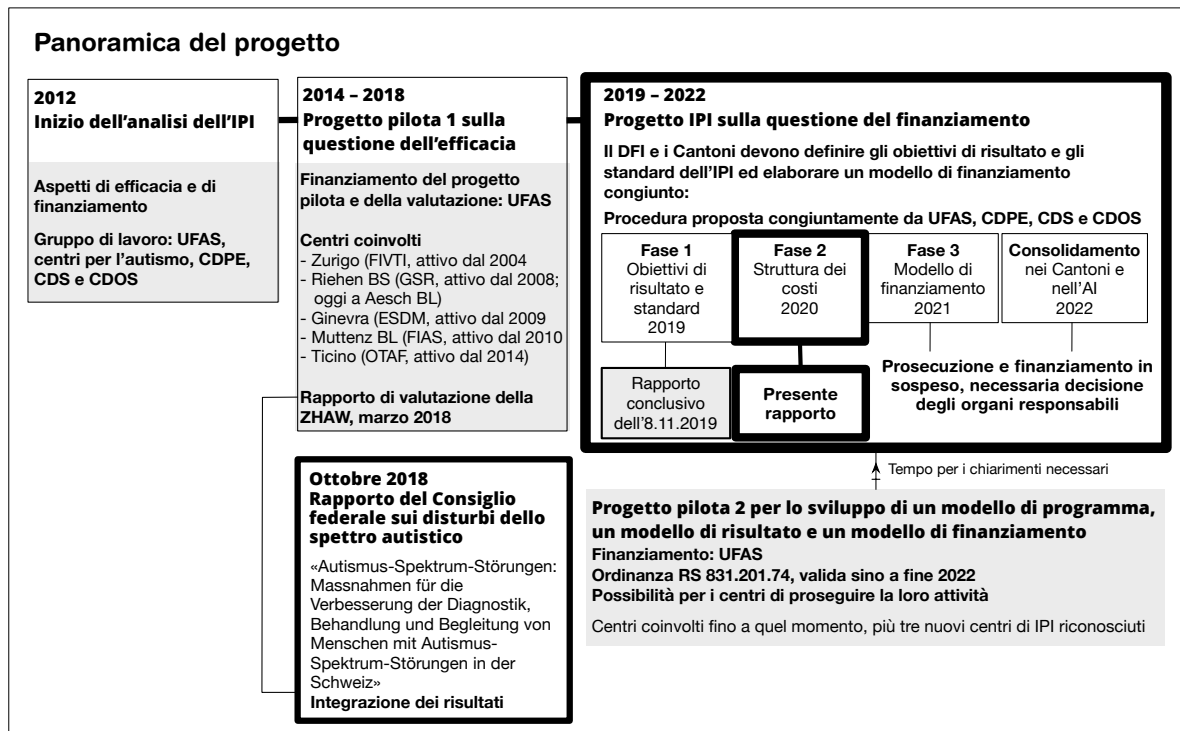 Panoramica del progetto
2012
Inizio dell'analisi dell'IPI
Aspetti di efficacia e di
finanziamento
Gruppo di lavoro: UFAS,
centri per l'autismo, CDPE,
CDS e CDOS
2014 – 2018
Progetto pilota 1 sulla
questione dell'efficacia
Finanziamento del progetto
pilota e della valutazione: UFAS
Centri coinvolti
- Zurigo (FIVTI, attivo dal 2004
- Riehen BS (GSR, attivo dal 2008;
oggi a Aesch BL)
- Ginevra (ESDM, attivo dal 2009
- Muttenz BL (FIAS, attivo dal 2010
- Ticino (OTAF, attivo dal 2014)
Rapporto di valutazione della
ZHAW, marzo 2018
Ottobre 2018
Rapporto del Consiglio
federale sui disturbi dello
spettro autistico
«Autismus-Spektrum-Störungen:
Massnahmen für die
Verbesserung der Diagnostik,
Behandlung und Begleitung von
Menschen mit Autismus-
Spektrum-Störungen in der
Schweiz»
Integrazione dei risultati
2019 – 2022
Progetto IPI sulla questione del finanziamento
Il DFI e i Cantoni devono definire gli obiettivi di risultato e gli
standard dell'IPI ed elaborare un modello di finanziamento
congiunto:
Procedura proposta congiuntamente da UFAS, CDPE, CDS e CDOS
Fase 1
Obiettivi di
risultato e
standard
2019
Fase 2
Struttura dei
costi
2020
Fase 3
Modello di
finanziamento
2021
Consolidamento
nei Cantoni e
nell'AI
2022
Rapporto
conclusivo
dell'8.11.2019
Presente
rapporto
Prosecuzione e finanziamento in
sospeso, necessaria decisione
degli organi responsabili
Tempo per i chiarimenti necessari
Progetto pilota 2 per lo sviluppo di un modello di programma,
un modello di risultato e un modello di finanziamento
Finanziamento: UFAS
Ordinanza RS 831.201.74, valida sino a fine 2022
Possibilità per i centri di proseguire la loro attività
Centri coinvolti fino a quel momento, più tre nuovi centri di IPI riconosciuti